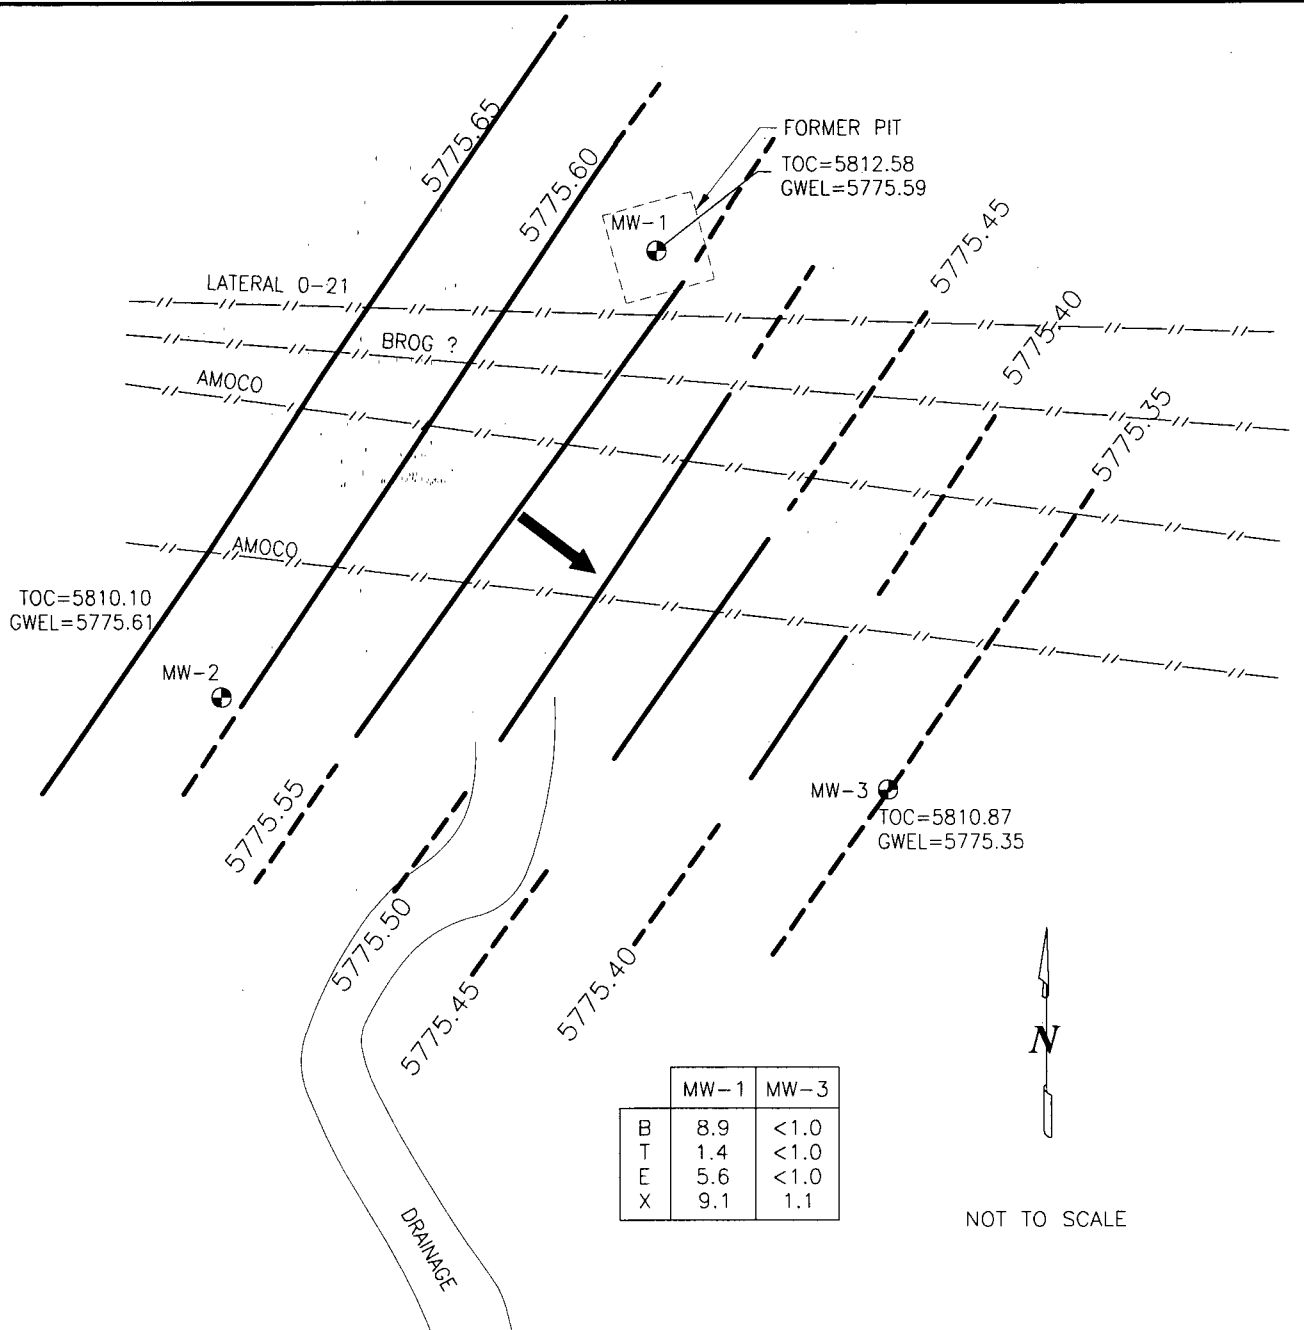 5775.65
5775.60
FORMER PIT
TOC=5812.58
GWEL=5775.59
MW-1
5775.45
LATERAL O-21
5775.40
BROG ?
AMOCO
5775.35
AMOCO
TOC=5810.10
GWEL=5775.61
MW-2
5775.55
MW-3
TOC=5810.87
GWEL=5775.35
5775.50
5775.45
5775.40
N
MW-1 MW-3
B 8.9 <1.0
T 1.4 <1.0
E 5.6 <1.0
X 9.1 1.1
NOT TO SCALE
DRAINAGE